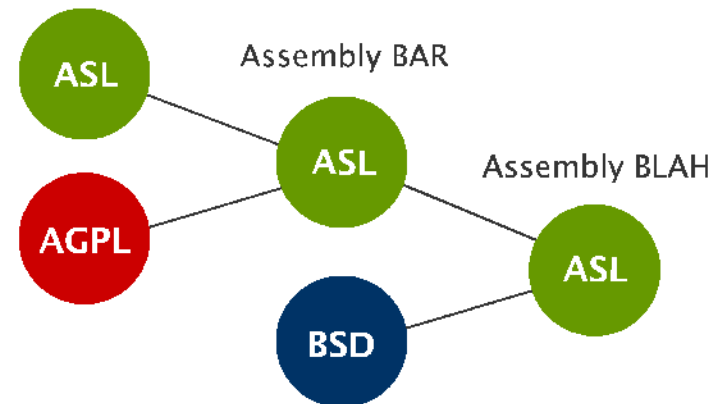 ASL
Assembly BAR
ASL
Assembly BLAH
AGPL
ASL
BSD